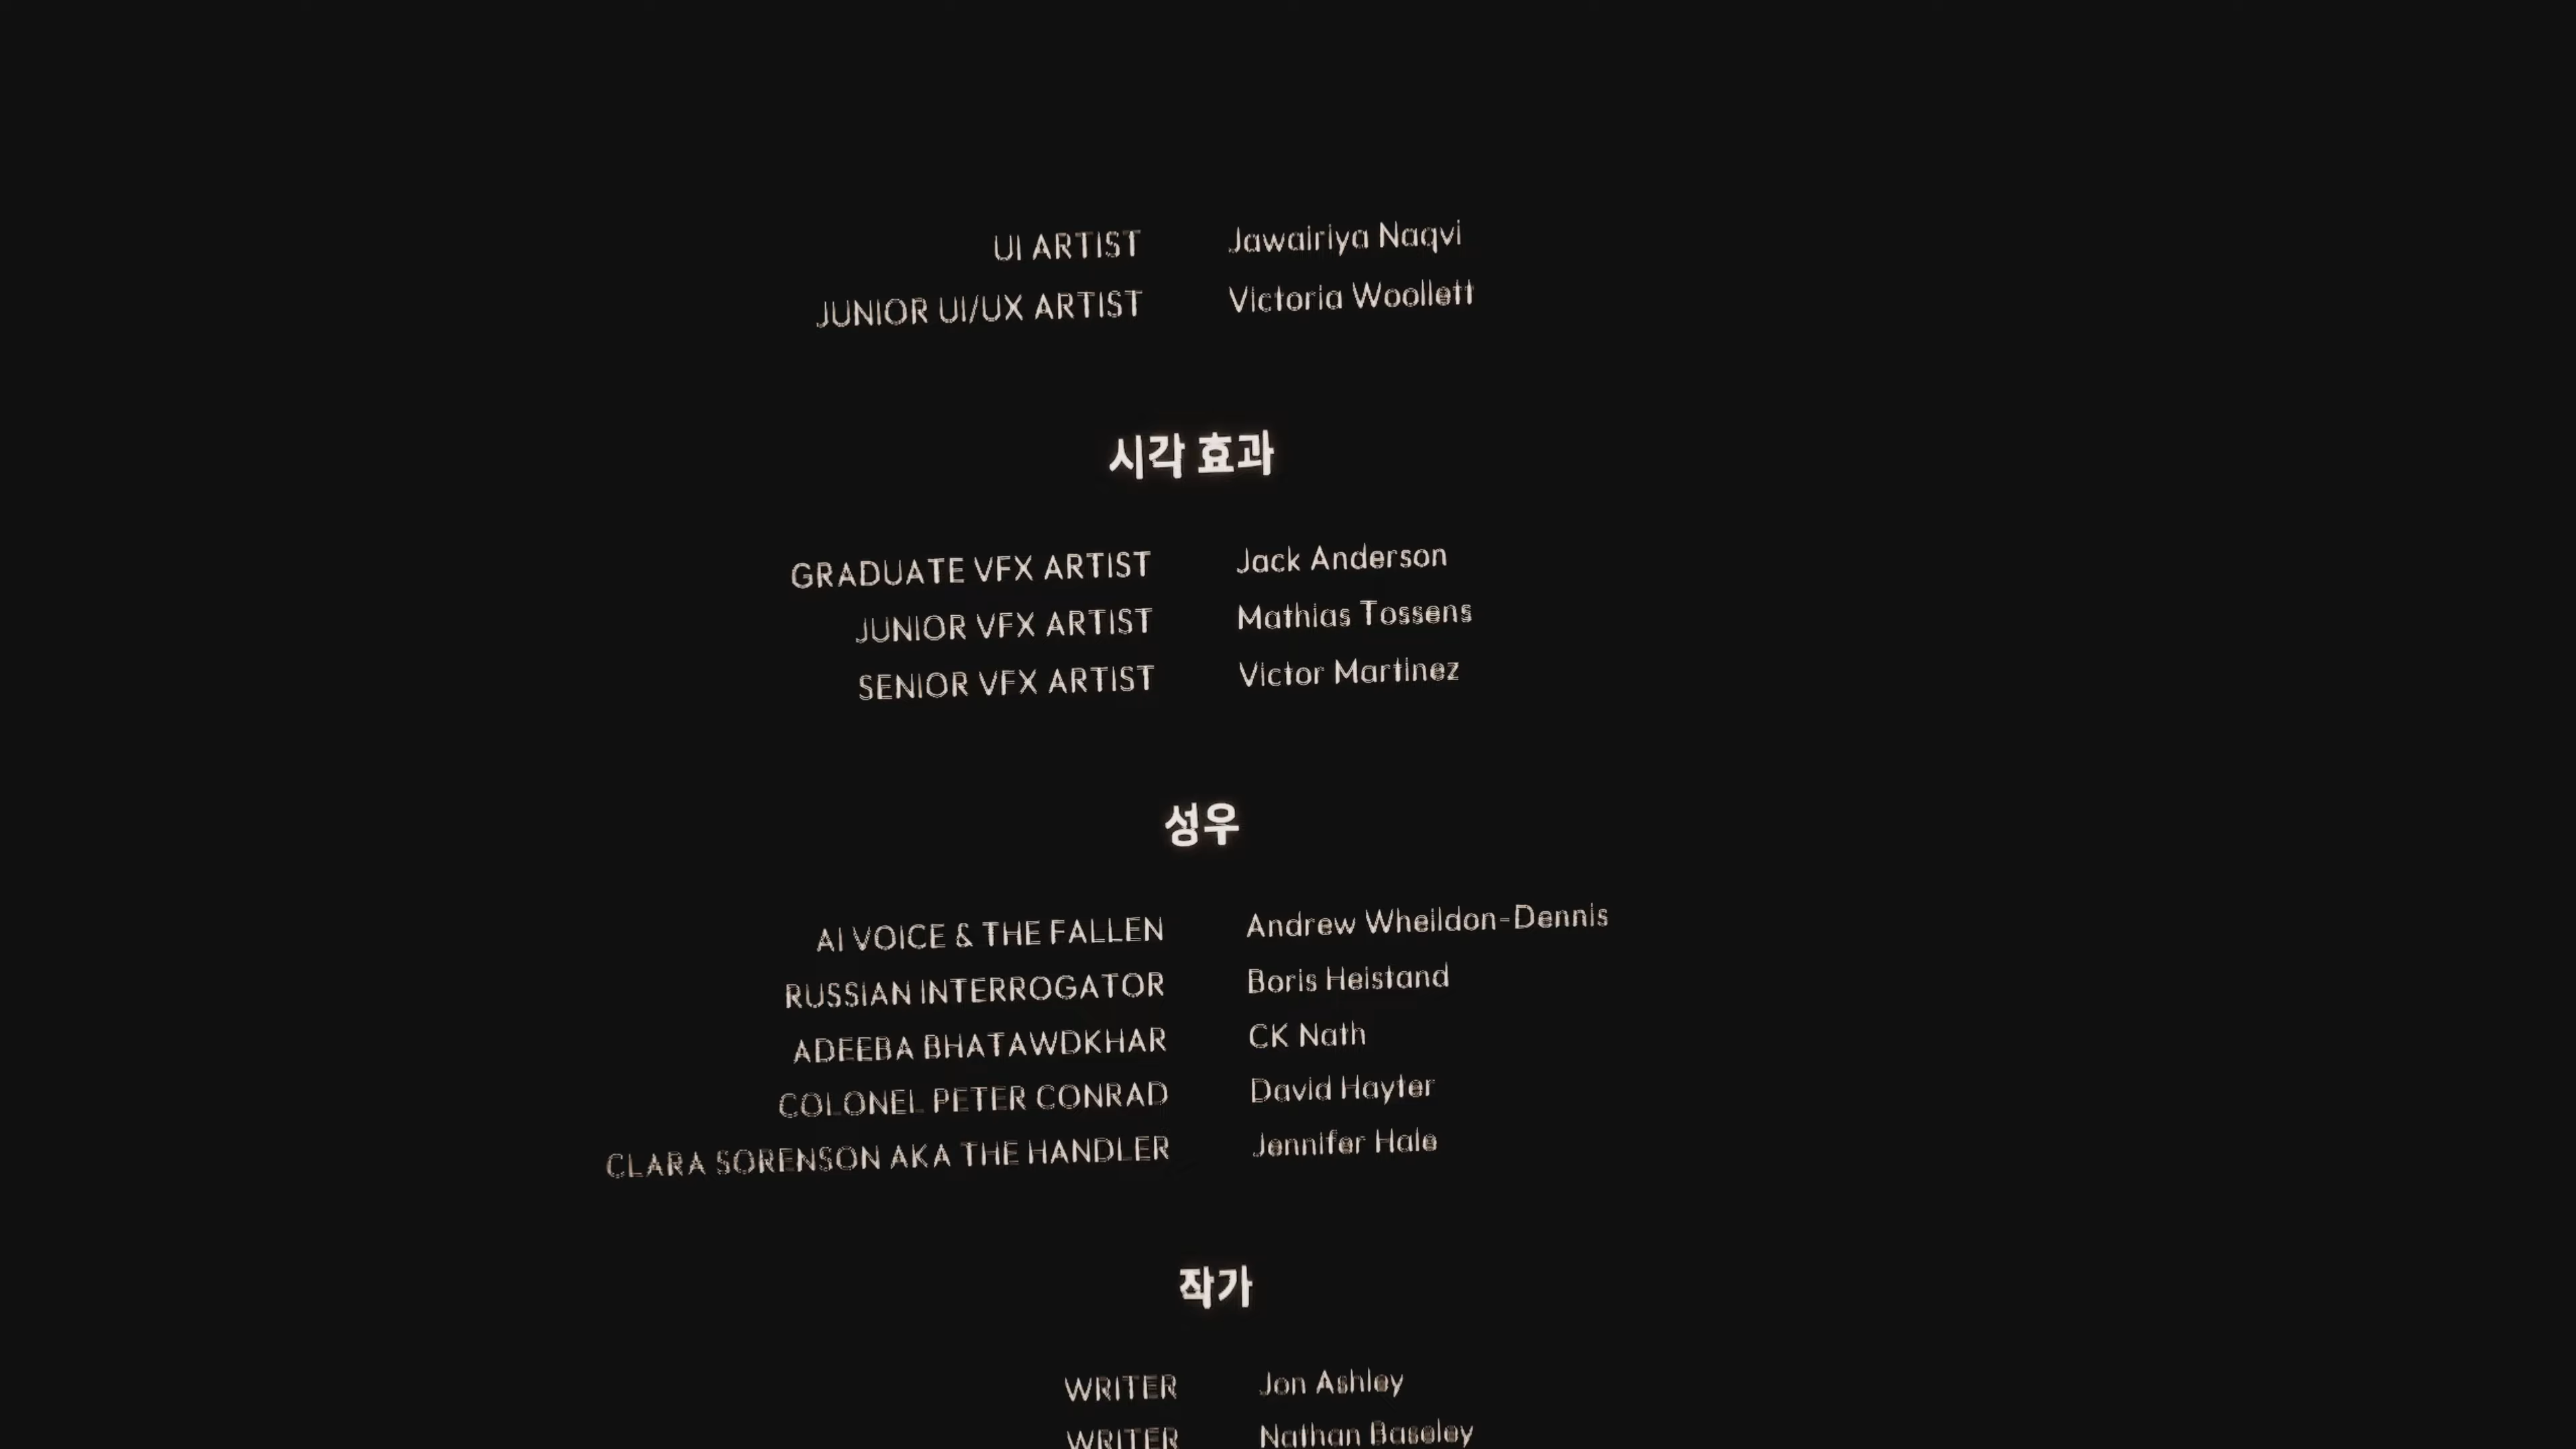 UI ARTIST Jawairiya Naqvi
JUNIOR UI/UX ARTIST Victoria Woollett
시각 효과
GRADUATE VFX ARTIST Jack Anderson
JUNIOR VFX ARTIST Mathias Tossens
SENIOR VFX ARTIST Victor Martinez
성우
AI VOICE & THE FALLEN Andrew Wheildon-Dennis
RUSSIAN INTERROGATOR Boris Heistand
ADEEBA BHATAWDKHAR CK Nath
COLONEL PETER CONRAD David Hayter
CLARA SORENSON AKA THE HANDLER Jennifer Hale
작가
WRITER Jon Ashley
WRITER Nathan Baseley